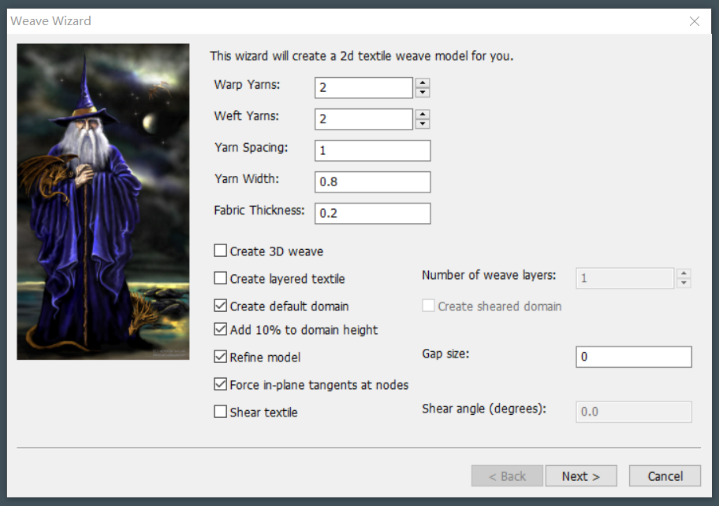 Weave Wizard
This wizard will create a 2d textile weave model for you.
Warp Yarns: 2
Weft Yarns: 2
Yarn Spacing: 1
Yarn Width: 0.8
Fabric Thickness: 0.2
Create 3D weave
Create layered textile Number of weave layers: 1
Create default domain Create sheared domain
Add 10% to domain height
Refine model Gap size: 0
Force in-plane tangents at nodes
Shear textile Shear angle (degrees): 0.0
< Back Next > Cancel